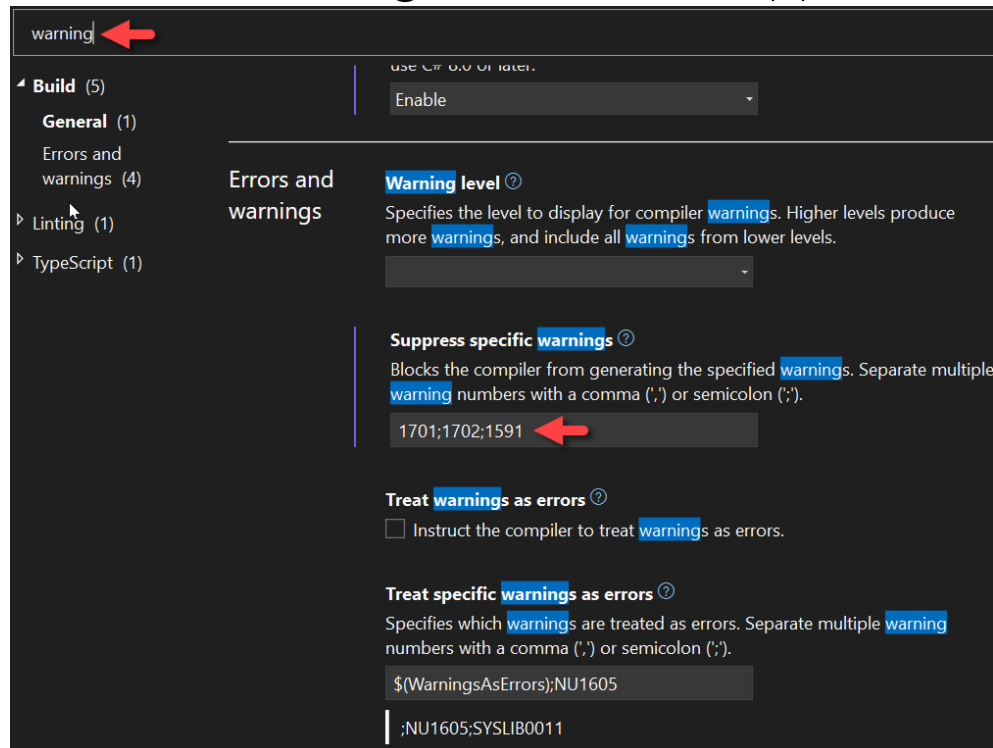 warning
Build (5)
General (1)
Errors and
warnings (4)
Linting (1)
TypeScript (1)
use C# 8.0 or later.
Enable
Errors and
warnings
Warning level
Specifies the level to display for compiler warnings. Higher levels produce
more warnings, and include all warnings from lower levels.
Suppress specific warnings
Blocks the compiler from generating the specified warnings. Separate multiple
warning numbers with a comma (',') or semicolon (';').
1701;1702;1591
Treat warnings as errors
Instruct the compiler to treat warnings as errors.
Treat specific warnings as errors
Specifies which warnings are treated as errors. Separate multiple warning
numbers with a comma (',') or semicolon (';').
$(WarningsAsErrors);NU1605
;NU1605;SYSLIB0011